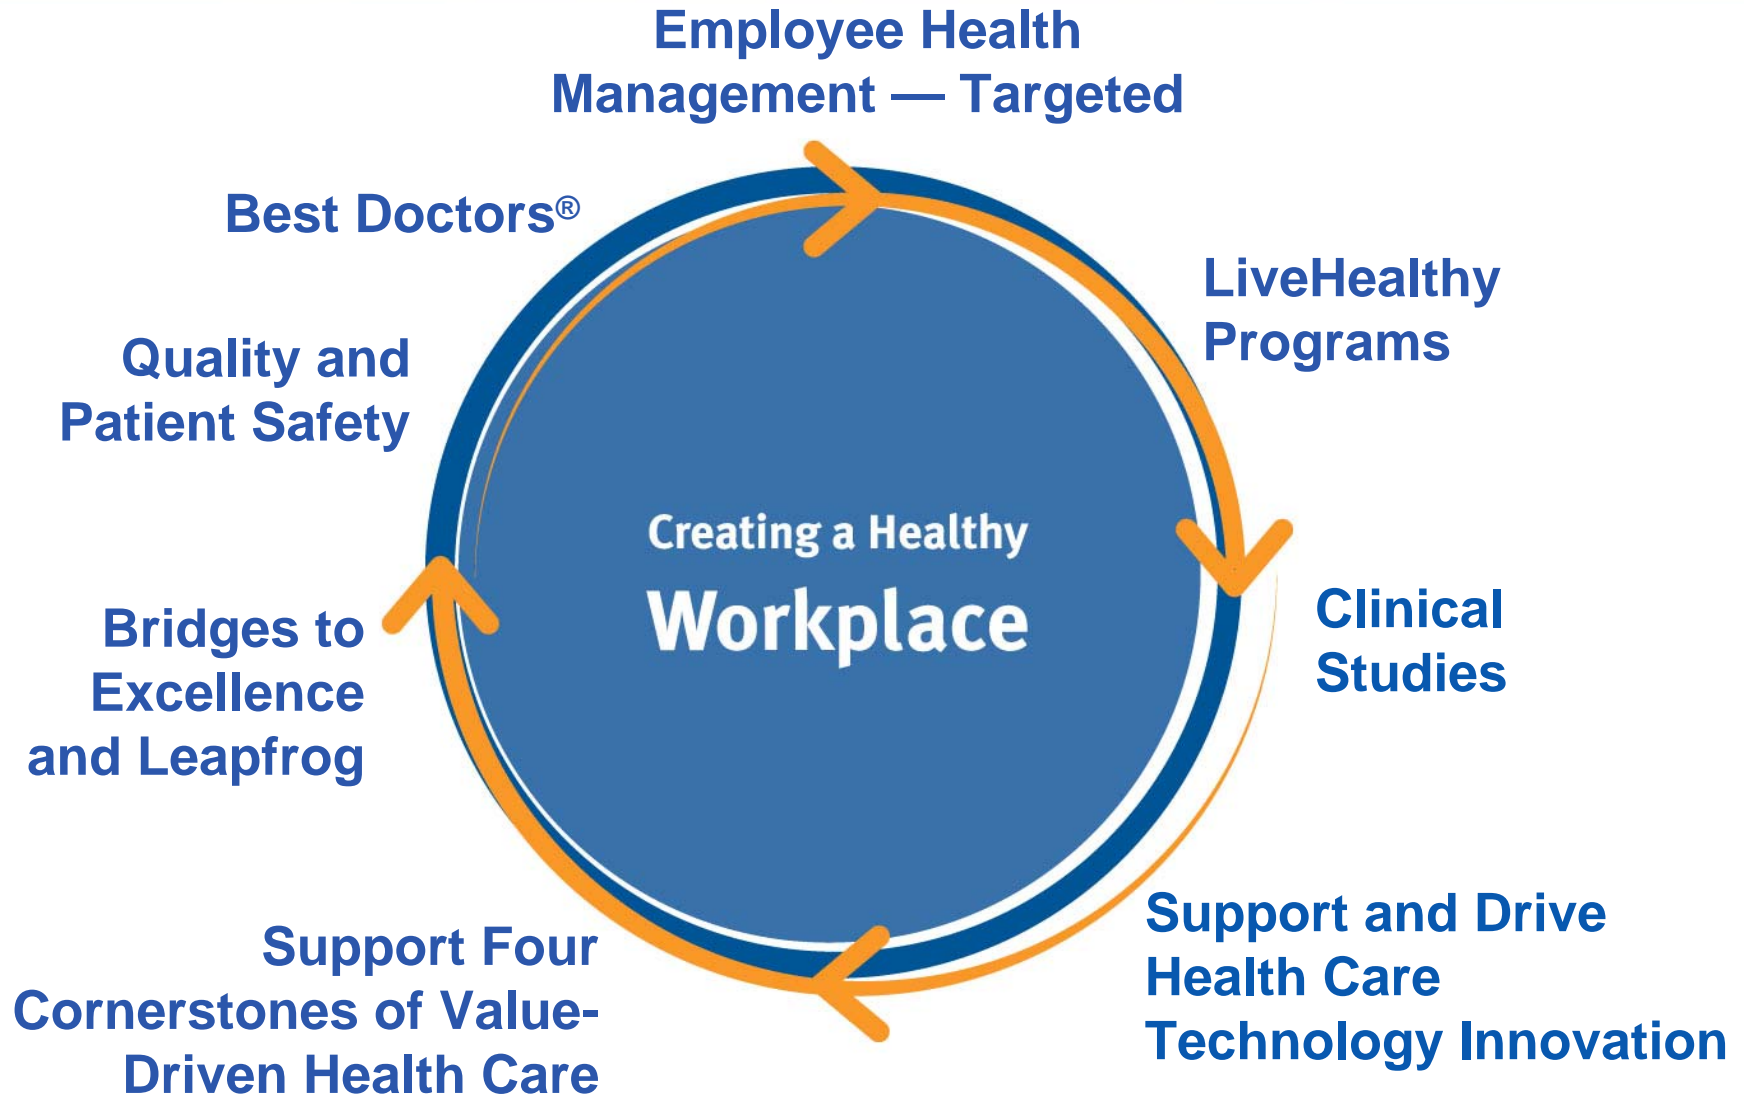 Employee Health
Management — Targeted
Best Doctors®
LiveHealthy
Programs
Quality and
Patient Safety
Creating a Healthy
Workplace
Clinical
Studies
Bridges to
Excellence
and Leapfrog
Support and Drive
Health Care
Technology Innovation
Support Four
Cornerstones of Value-
Driven Health Care